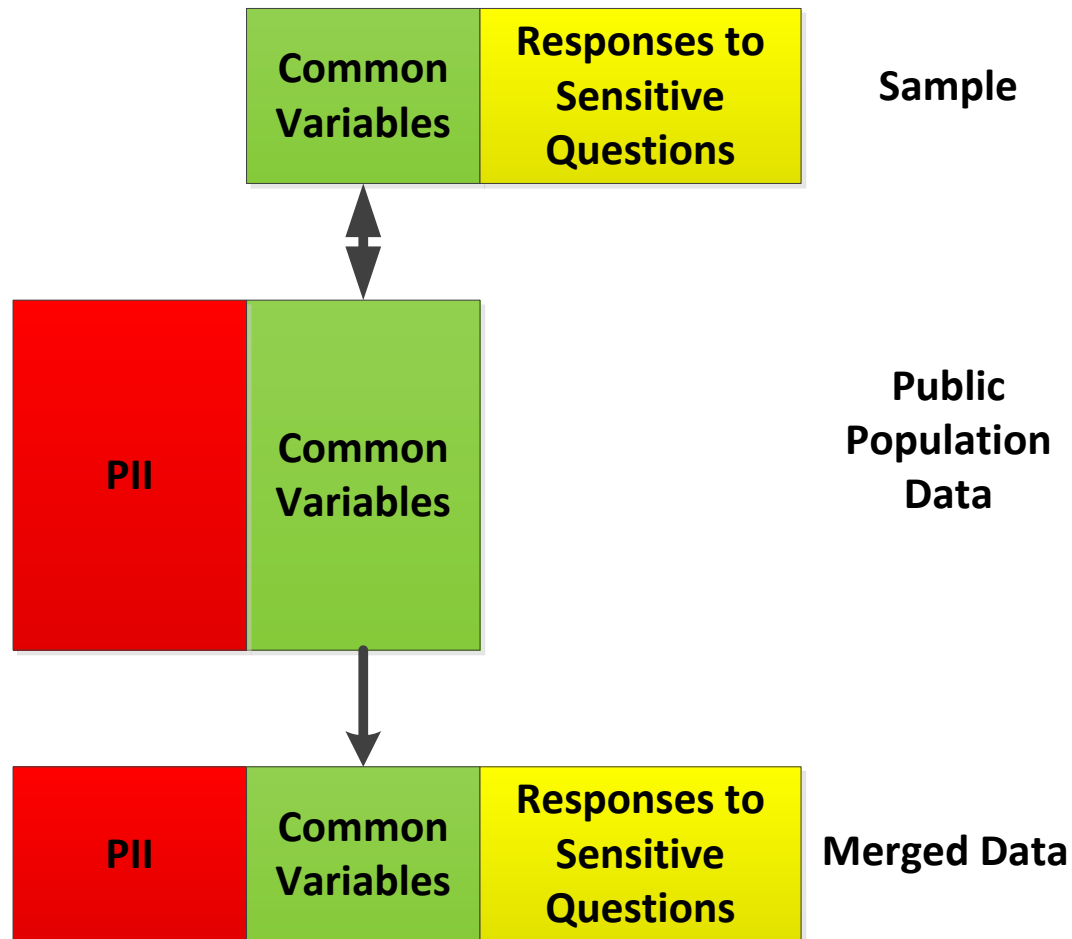 Common
Variables
Responses to
Sensitive
Questions
Sample
PII
Common
Variables
Public
Population
Data
PII
Common
Variables
Responses to
Sensitive
Questions
Merged Data